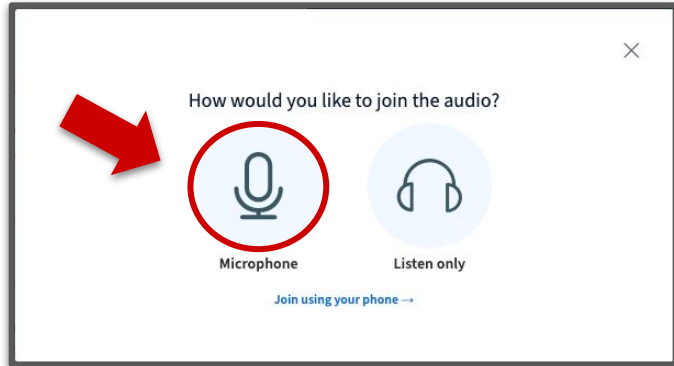 How would you like to join the audio?
Microphone
Listen only
Join using your phone →